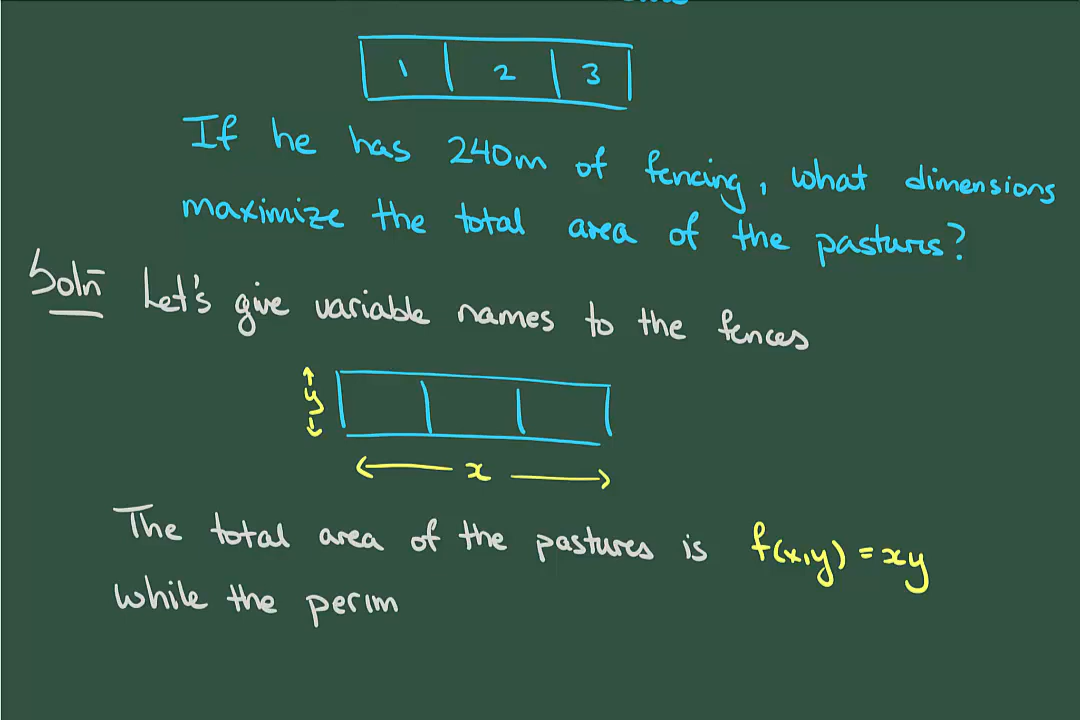 1 2 3
If he has 240m of fencing, what dimensions
maximize the total area of the pastures?
Soln Let's give variable names to the fences
y
x
The total area of the pastures is f(x,y) = xy
while the perim